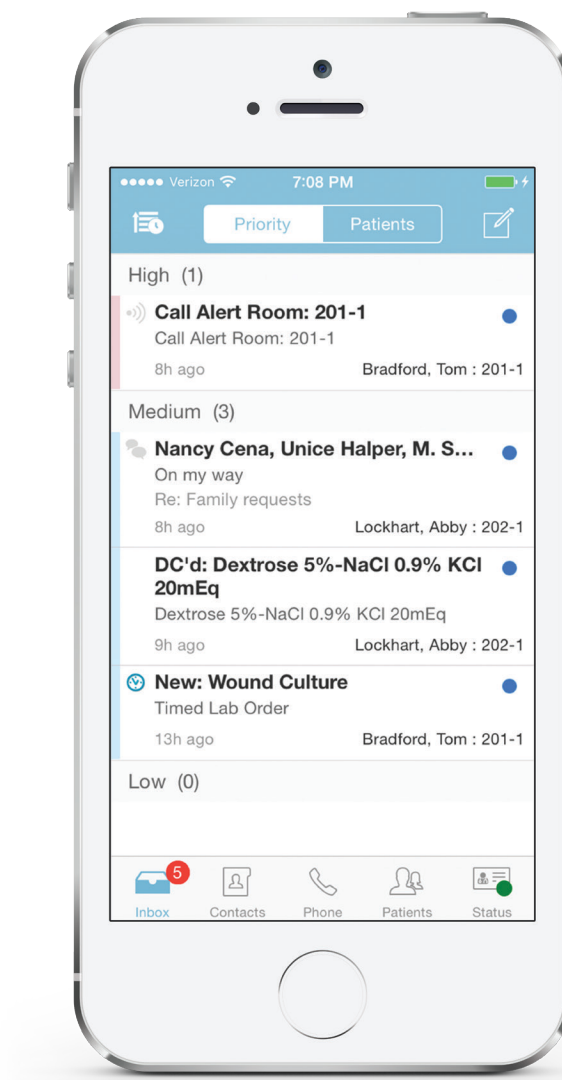 Verizon 7:08 PM
Priority Patients
High (1)
Call Alert Room: 201-1
Call Alert Room: 201-1
8h ago Bradford, Tom : 201-1
Medium (3)
Nancy Cena, Unice Halper, M. S...
On my way
Re: Family requests
8h ago Lockhart, Abby : 202-1
DC'd: Dextrose 5%-NaCl 0.9% KCl
20mEq
Dextrose 5%-NaCl 0.9% KCl 20mEq
9h ago Lockhart, Abby : 202-1
New: Wound Culture
Timed Lab Order
13h ago Bradford, Tom : 201-1
Low (0)
5
Inbox Contacts Phone Patients Status